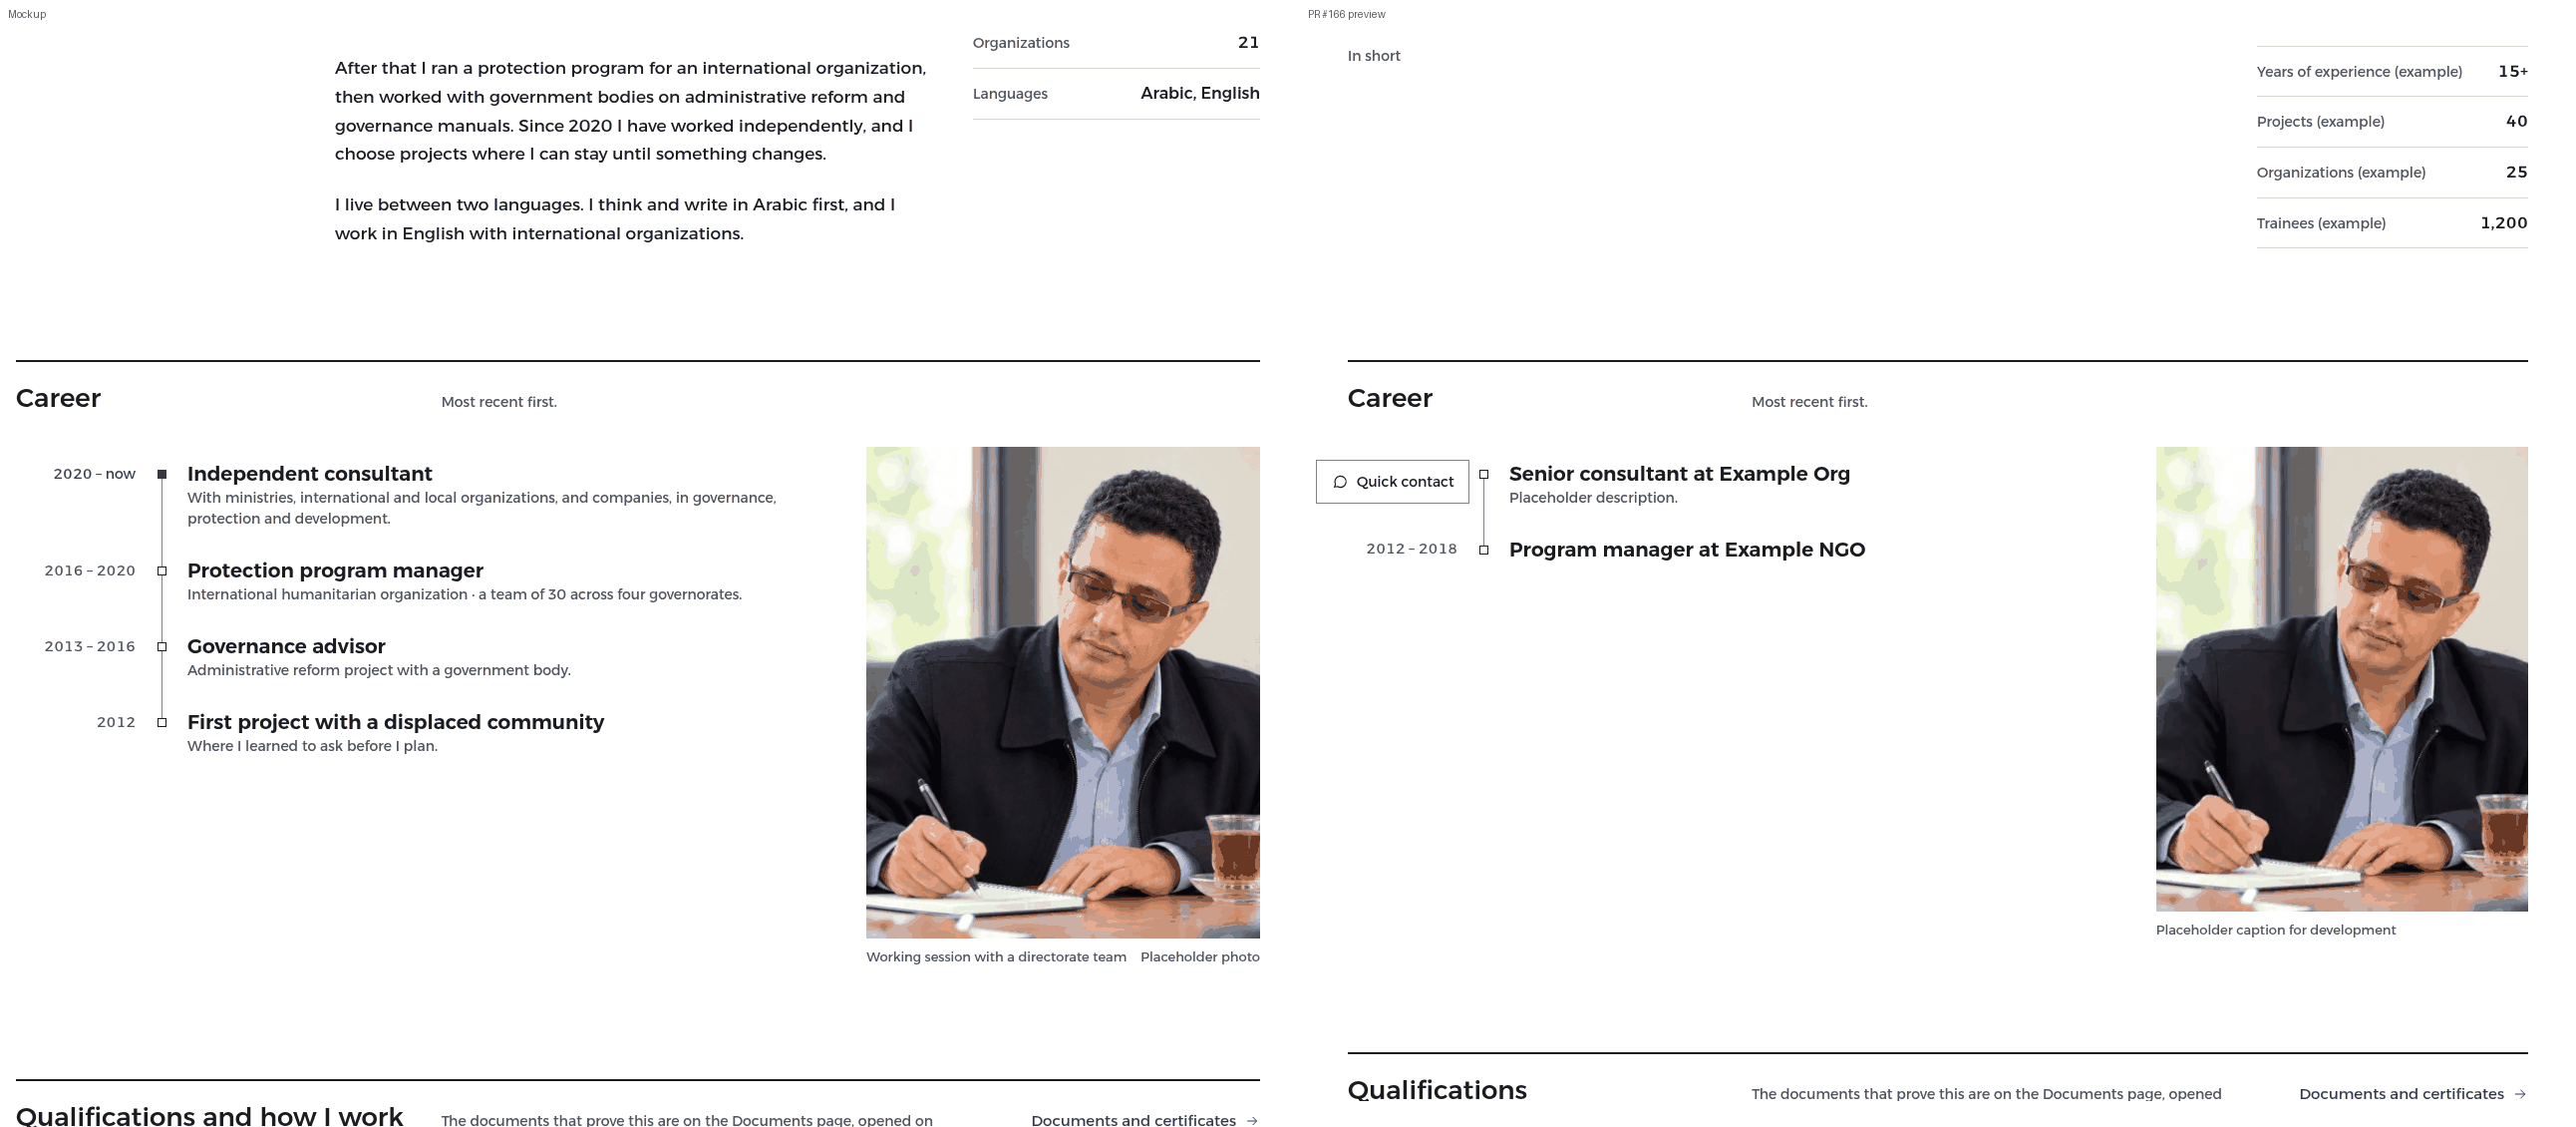 Mockup
After that I ran a protection program for an international organization,
then worked with government bodies on administrative reform and
governance manuals. Since 2020 I have worked independently, and I
choose projects where I can stay until something changes.
I live between two languages. I think and write in Arabic first, and I
work in English with international organizations.
Organizations 21
Languages Arabic, English
Career
Most recent first.
2020 – now Independent consultant
With ministries, international and local organizations, and companies, in governance,
protection and development.
2016 – 2020 Protection program manager
International humanitarian organization · a team of 30 across four governorates.
2013 – 2016 Governance advisor
Administrative reform project with a government body.
2012 First project with a displaced community
Where I learned to ask before I plan.
Working session with a directorate team Placeholder photo
Qualifications and how I work
The documents that prove this are on the Documents page, opened on
Documents and certificates →
PR #166 preview
In short
Years of experience (example) 15+
Projects (example) 40
Organizations (example) 25
Trainees (example) 1,200
Career
Most recent first.
Quick contact
Senior consultant at Example Org
Placeholder description.
2012 – 2018 Program manager at Example NGO
Placeholder caption for development
Qualifications
The documents that prove this are on the Documents page, opened
Documents and certificates →